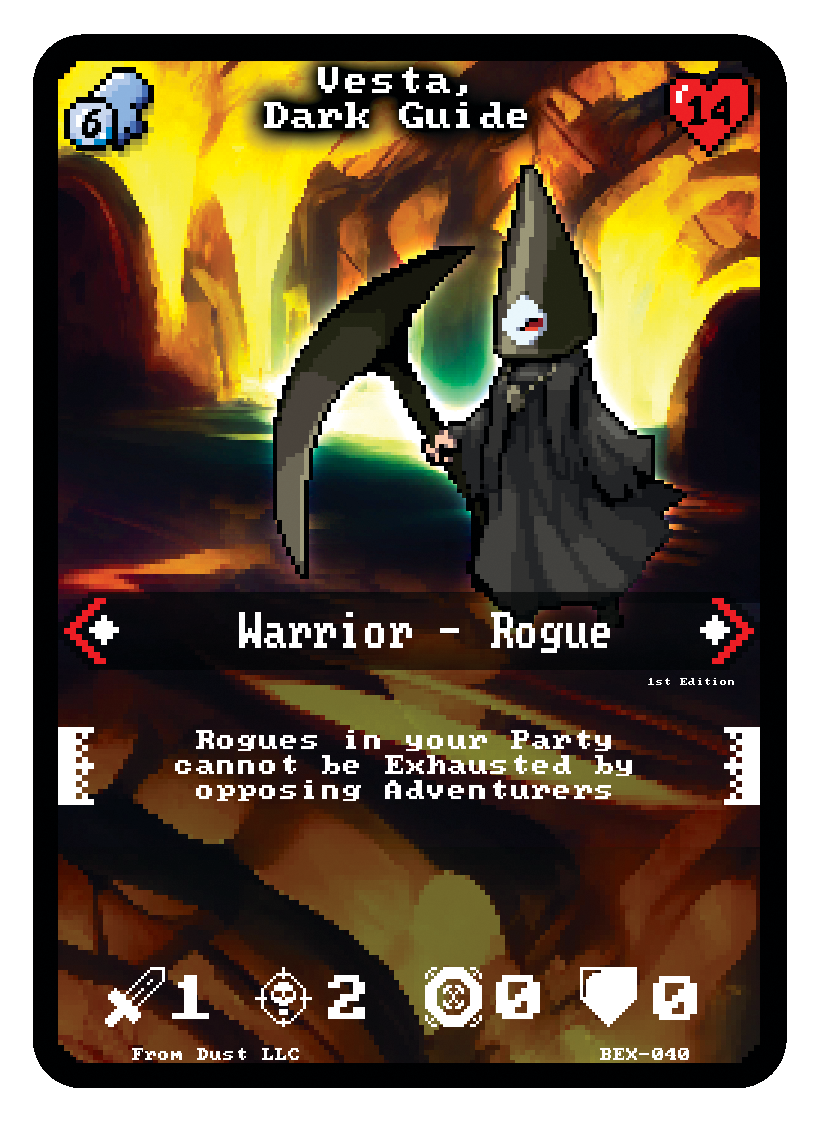 Vesta,
Dark Guide
6
14
Warrior - Rogue
1st Edition
Rogues in your Party
cannot be Exhausted by
opposing Adventurers
1 2 0 0
From Dust LLC BEX-040